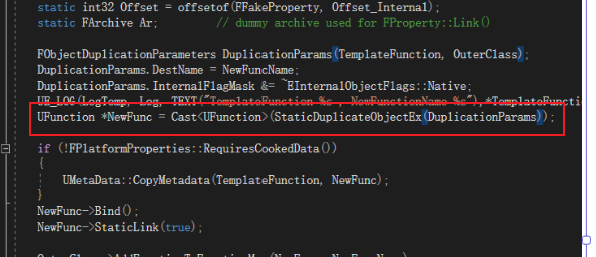 static int32 Offset = offsetof(FFakeProperty, Offset_Internal);
static FArchive Ar;         // dummy archive used for FProperty::Link()
FObjectDuplicationParameters DuplicationParams(TemplateFunction, OuterClass);
DuplicationParams.DestName = NewFuncName;
DuplicationParams.InternalFlagMask &= ~EInternalObjectFlags::Native;
UE_LOG(LogTemp, Log, TEXT("TemplateFunction %s , NewFunctionName %s"),*TemplateFuncti
UFunction *NewFunc = Cast<UFunction>(StaticDuplicateObjectEx(DuplicationParams));
if (!FPlatformProperties::RequiresCookedData())
{
UMetaData::CopyMetadata(TemplateFunction, NewFunc);
}
NewFunc->Bind();
NewFunc->StaticLink(true);